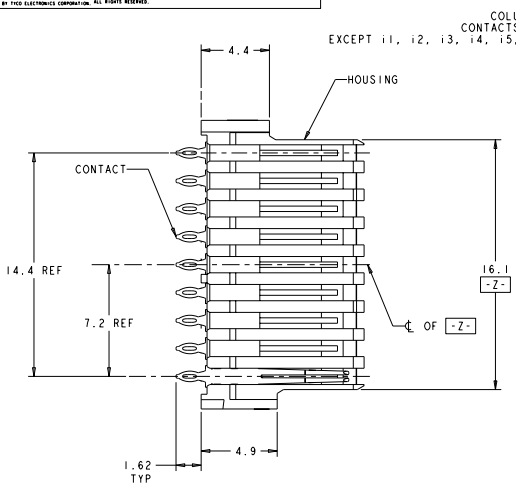 BY TYCO ELECTRONICS CORPORATION. ALL RIGHTS RESERVED.
COLU
CONTACTS
EXCEPT i1, i2, i3, i4, i5,
4.4
HOUSING
CONTACT
14.4 REF
16.1
-Z-
7.2 REF
℄ OF -Z-
4.9
1.62
TYP